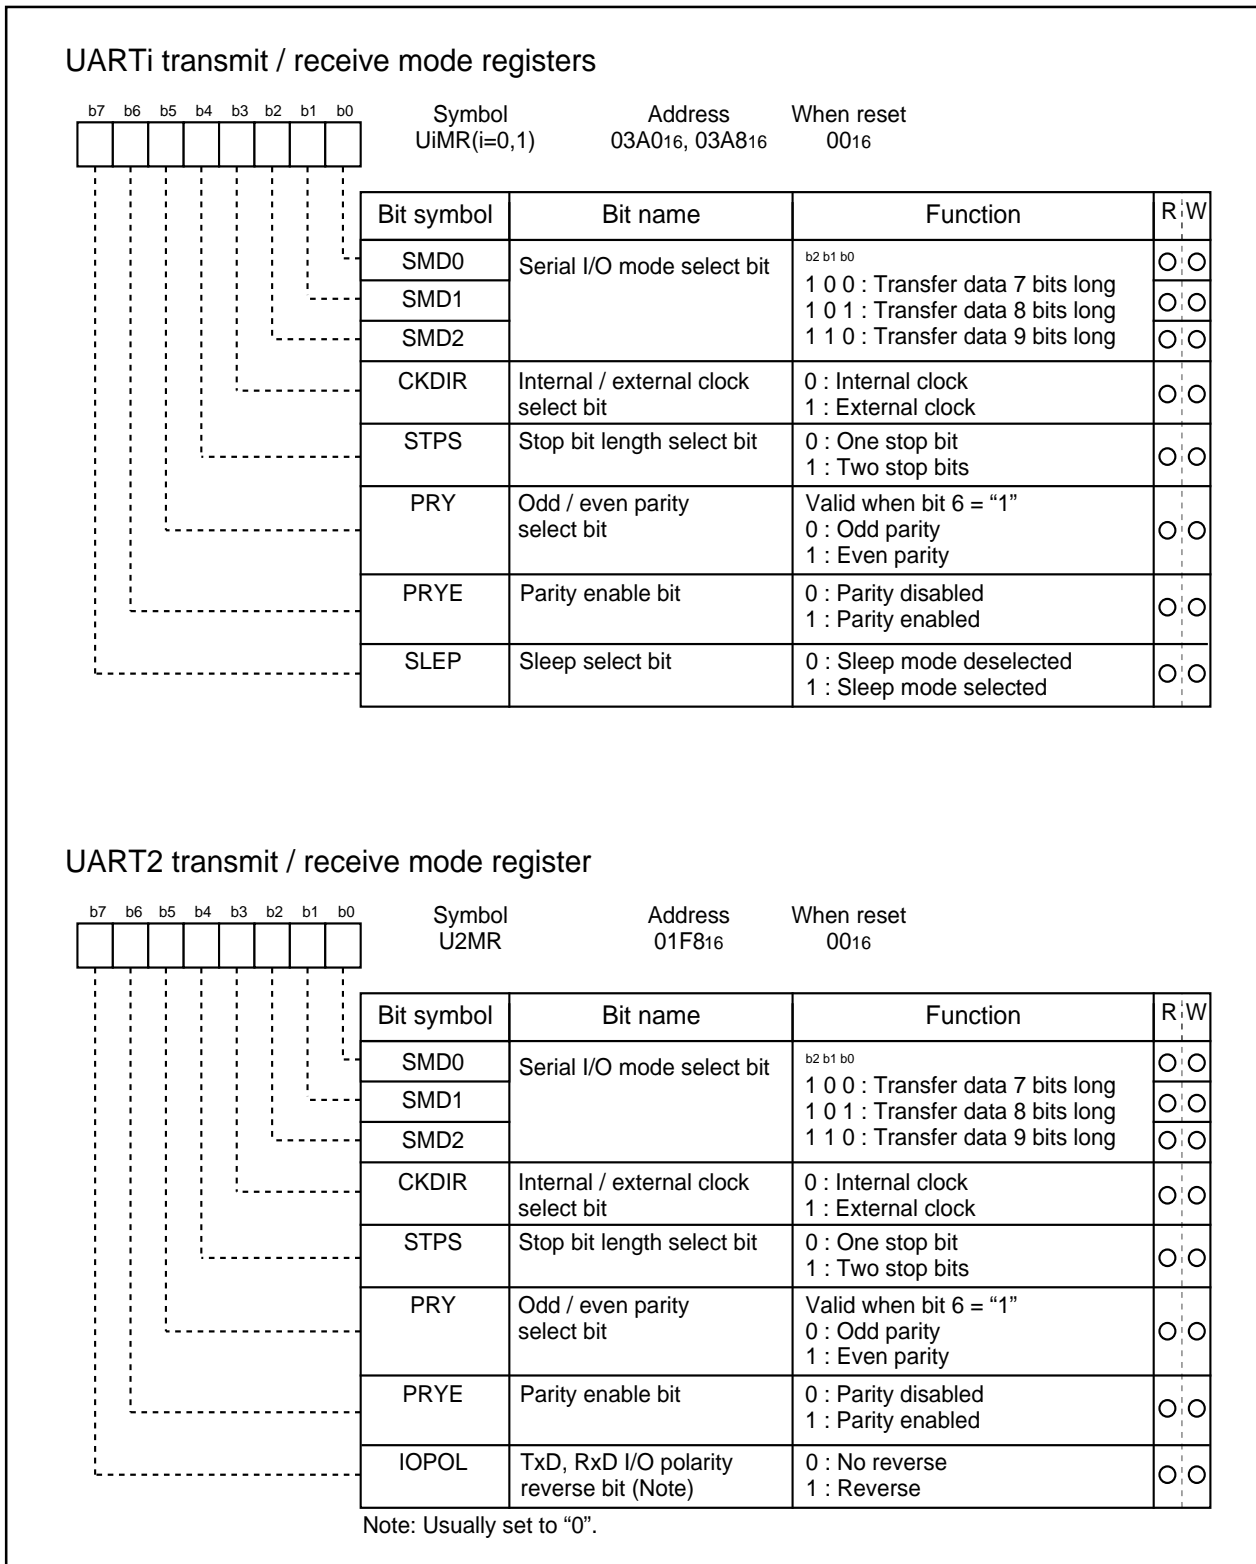 UARTi transmit / receive mode registers
b7 b6 b5 b4 b3 b2 b1 b0
Symbol Address When reset
UiMR(i=0,1) 03A016, 03A816 0016
Bit symbol Bit name Function R W
SMD0 Serial I/O mode select bit b2 b1 b0
1 0 0 : Transfer data 7 bits long
SMD1 1 0 1 : Transfer data 8 bits long
SMD2 1 1 0 : Transfer data 9 bits long
CKDIR Internal / external clock 0 : Internal clock
select bit 1 : External clock
STPS Stop bit length select bit 0 : One stop bit
1 : Two stop bits
PRY Odd / even parity Valid when bit 6 = “1”
select bit 0 : Odd parity
1 : Even parity
PRYE Parity enable bit 0 : Parity disabled
1 : Parity enabled
SLEP Sleep select bit 0 : Sleep mode deselected
1 : Sleep mode selected
UART2 transmit / receive mode register
b7 b6 b5 b4 b3 b2 b1 b0
Symbol Address When reset
U2MR 01F816 0016
Bit symbol Bit name Function R W
SMD0 Serial I/O mode select bit b2 b1 b0
1 0 0 : Transfer data 7 bits long
SMD1 1 0 1 : Transfer data 8 bits long
SMD2 1 1 0 : Transfer data 9 bits long
CKDIR Internal / external clock 0 : Internal clock
select bit 1 : External clock
STPS Stop bit length select bit 0 : One stop bit
1 : Two stop bits
PRY Odd / even parity Valid when bit 6 = “1”
select bit 0 : Odd parity
1 : Even parity
PRYE Parity enable bit 0 : Parity disabled
1 : Parity enabled
IOPOL TxD, RxD I/O polarity 0 : No reverse
reverse bit (Note) 1 : Reverse
Note: Usually set to “0”.